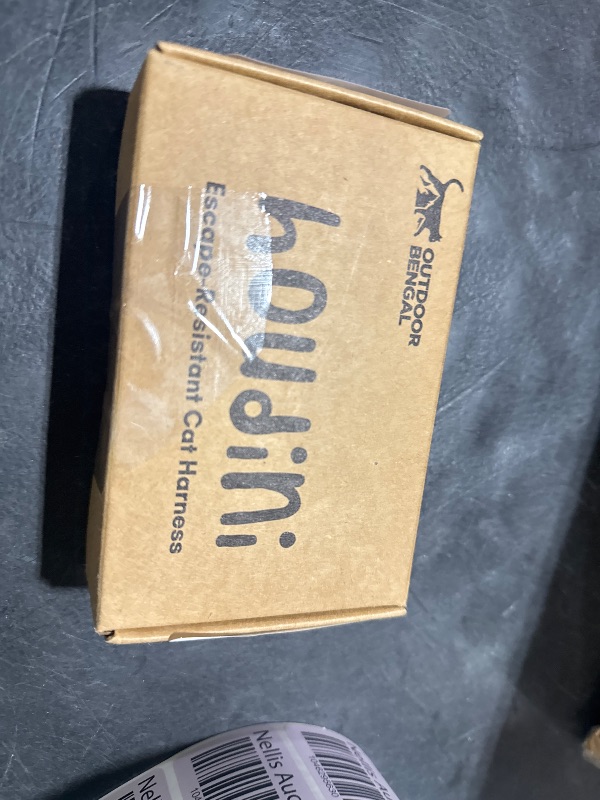 OUTDOOR
BENGAL
houdini
Escape-Resistant Cat Harness
Nellis Auc